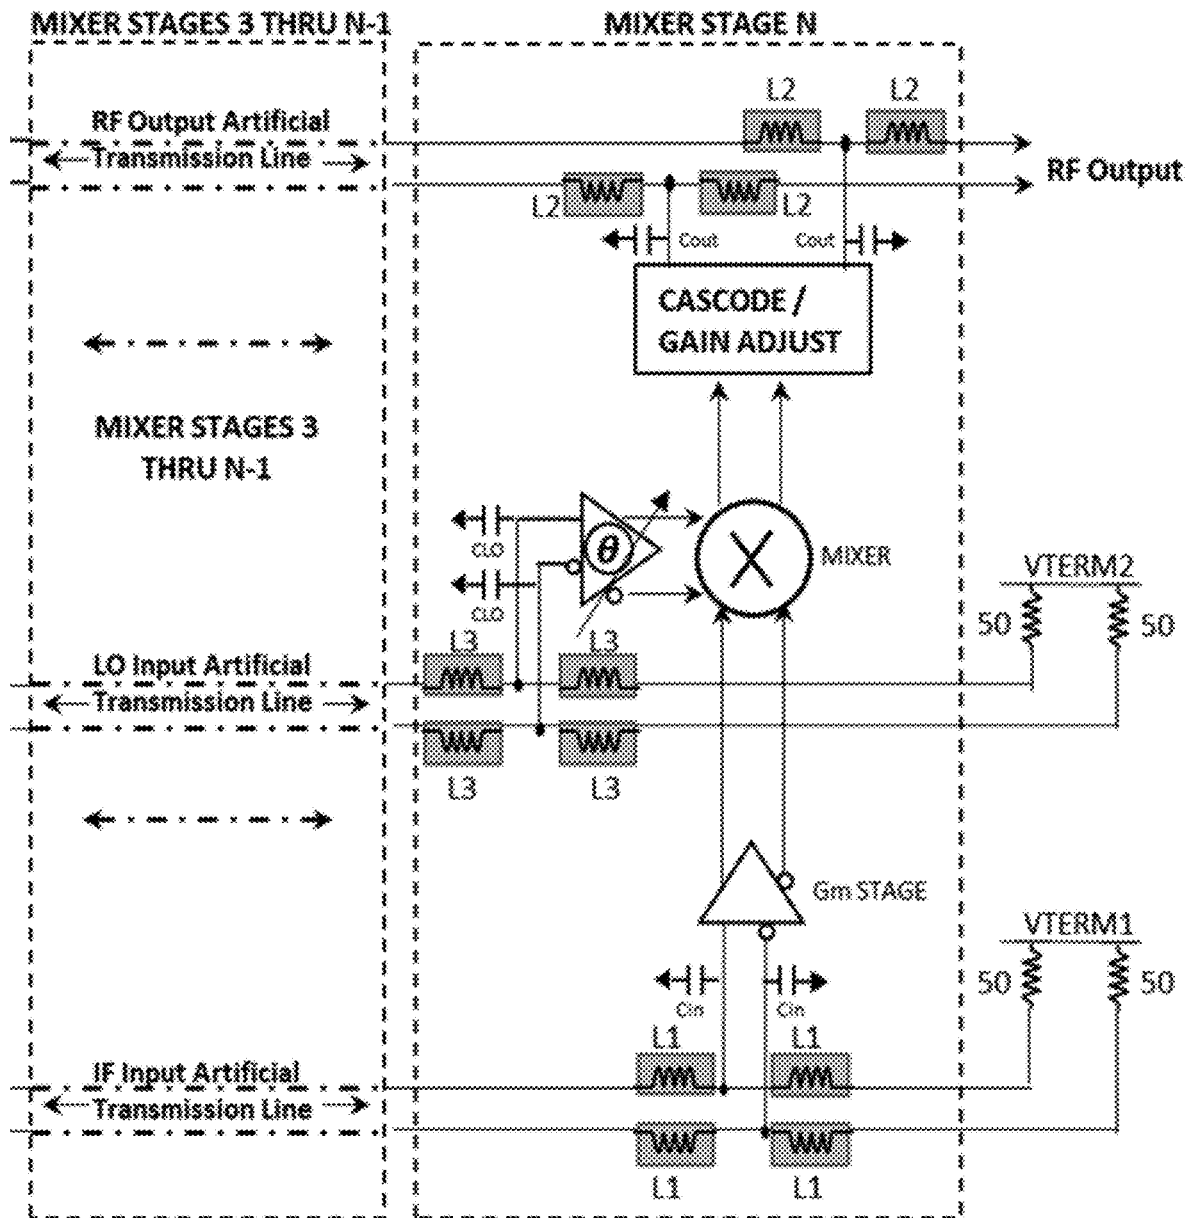 MIXER STAGES 3 THRU N-1
MIXER STAGE N
L2
L2
RF Output Artificial
Transmission Line
RF Output
L2
L2
Cout
Cout
CASCODE /
GAIN ADJUST
MIXER STAGES 3
THRU N-1
CLO
θ
X
MIXER
CLO
VTERM2
50
50
L3
L3
LO Input Artificial
Transmission Line
L3
L3
Gm STAGE
VTERM1
50
50
Cin
Cin
L1
L1
IF Input Artificial
Transmission Line
L1
L1